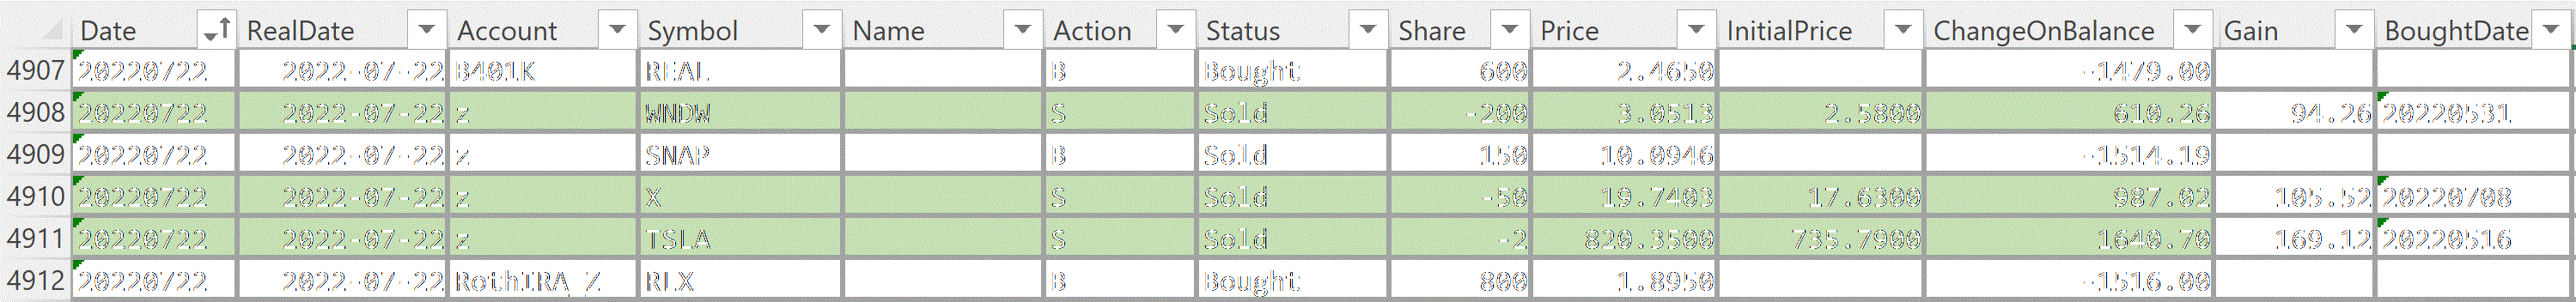 Date RealDate Account Symbol Name Action Status Share Price InitialPrice ChangeOnBalance Gain BoughtDate
4907 20220722 2022-07-22 B401K REAL B Bought 600 2.4650 -1479.00
4908 20220722 2022-07-22 z WNDW S Sold -200 3.0513 2.5800 610.26 94.26 20220531
4909 20220722 2022-07-22 z SNAP B Sold 150 10.0946 -1514.19
4910 20220722 2022-07-22 z X S Sold -50 19.7403 17.6300 987.02 105.52 20220708
4911 20220722 2022-07-22 z TSLA S Sold -2 820.3500 735.7900 1640.70 169.12 20220516
4912 20220722 2022-07-22 RothIRA_Z RLX B Bought 800 1.8950 -1516.00